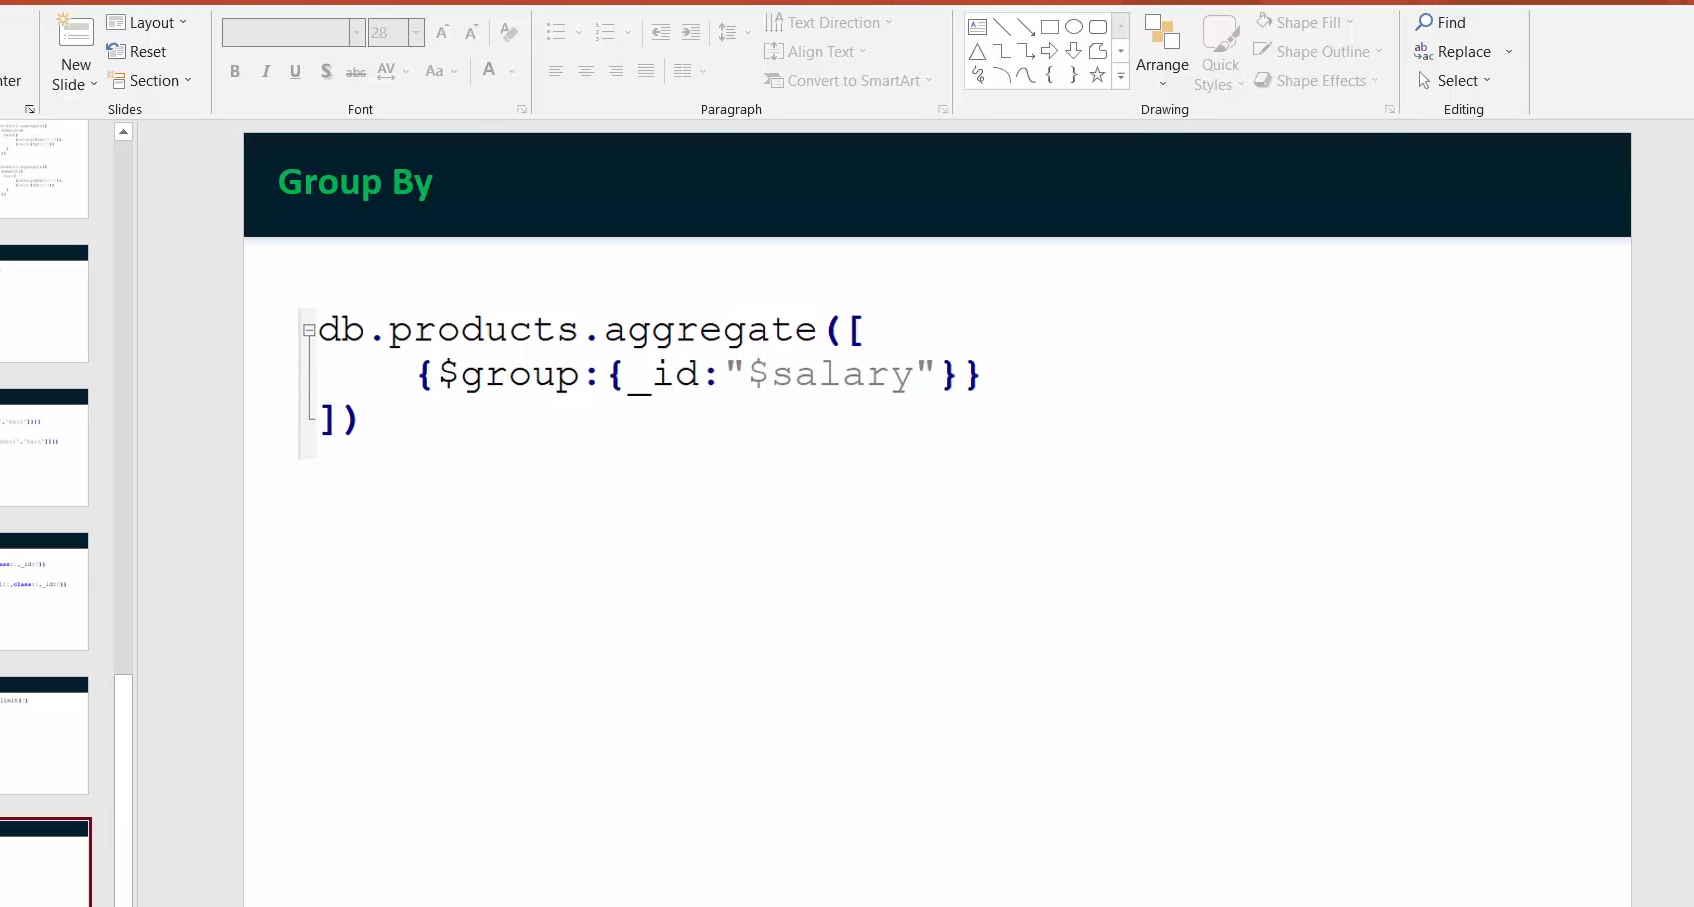 Layout
Reset
Section
New
Slide
Slides
nter
28
B I U S abc AV Aa A
Font
Text Direction
Align Text
Convert to SmartArt
Paragraph
Arrange
Quick
Styles
Shape Fill
Shape Outline
Shape Effects
Drawing
Find
Replace
Select
Editing
Group By
db.products.aggregate([
{$group:{_id:"$salary"}}
])